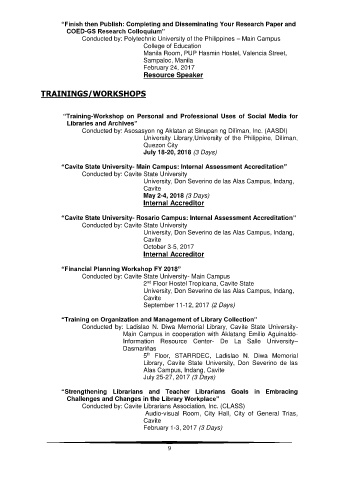 "Finish then Publish: Completing and Disseminating Your Research Paper and
COED-GS Research Colloquium"
Conducted by: Polytechnic University of the Philippines – Main Campus
College of Education
Manila Room, PUP Hasmin Hostel, Valencia Street,
Sampaloc, Manila
February 24, 2017
Resource Speaker
TRAININGS/WORKSHOPS
"Training-Workshop on Personal and Professional Uses of Social Media for
Libraries and Archives"
Conducted by: Asosasyon ng Aklatan at Sinupan ng Diliman, Inc. (AASDI)
University Library,University of the Philippine, Diliman,
Quezon City
July 18-20, 2018 (3 Days)
"Cavite State University- Main Campus: Internal Assessment Accreditation"
Conducted by: Cavite State University
University, Don Severino de las Alas Campus, Indang,
Cavite
May 2-4, 2018 (3 Days)
Internal Accreditor
"Cavite State University- Rosario Campus: Internal Assessment Accreditation"
Conducted by: Cavite State University
University, Don Severino de las Alas Campus, Indang,
Cavite
October 3-5, 2017
Internal Accreditor
"Financial Planning Workshop FY 2018"
Conducted by: Cavite State University- Main Campus
2nd Floor Hostel Tropicana, Cavite State
University, Don Severino de las Alas Campus, Indang,
Cavite
September 11-12, 2017 (2 Days)
"Training on Organization and Management of Library Collection"
Conducted by: Ladislao N. Diwa Memorial Library, Cavite State University-
Main Campus in cooperation with Aklatang Emilio Aguinaldo-
Information Resource Center- De La Salle University–
Dasmariñas
5th Floor, STARRDEC, Ladislao N. Diwa Memorial
Library, Cavite State University, Don Severino de las
Alas Campus, Indang, Cavite
July 25-27, 2017 (3 Days)
"Strengthening Librarians and Teacher Librarians Goals in Embracing
Challenges and Changes in the Library Workplace"
Conducted by: Cavite Librarians Association, Inc. (CLASS)
Audio-visual Room, City Hall, City of General Trias,
Cavite
February 1-3, 2017 (3 Days)
9